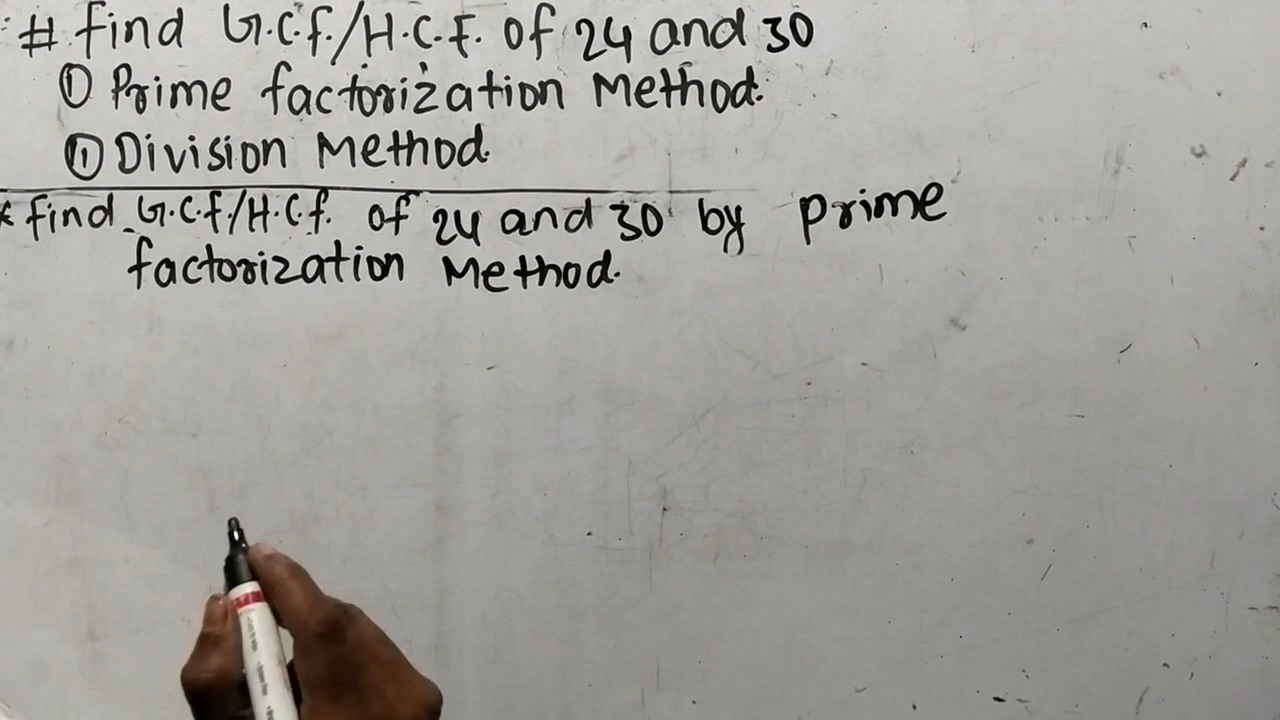 # find G.C.f./H.C.F. of 24 and 30
① Prime factorization Method.
① Division Method.
* find G.C.f./H.C.f. of 24 and 30 by prime
factorization Method.